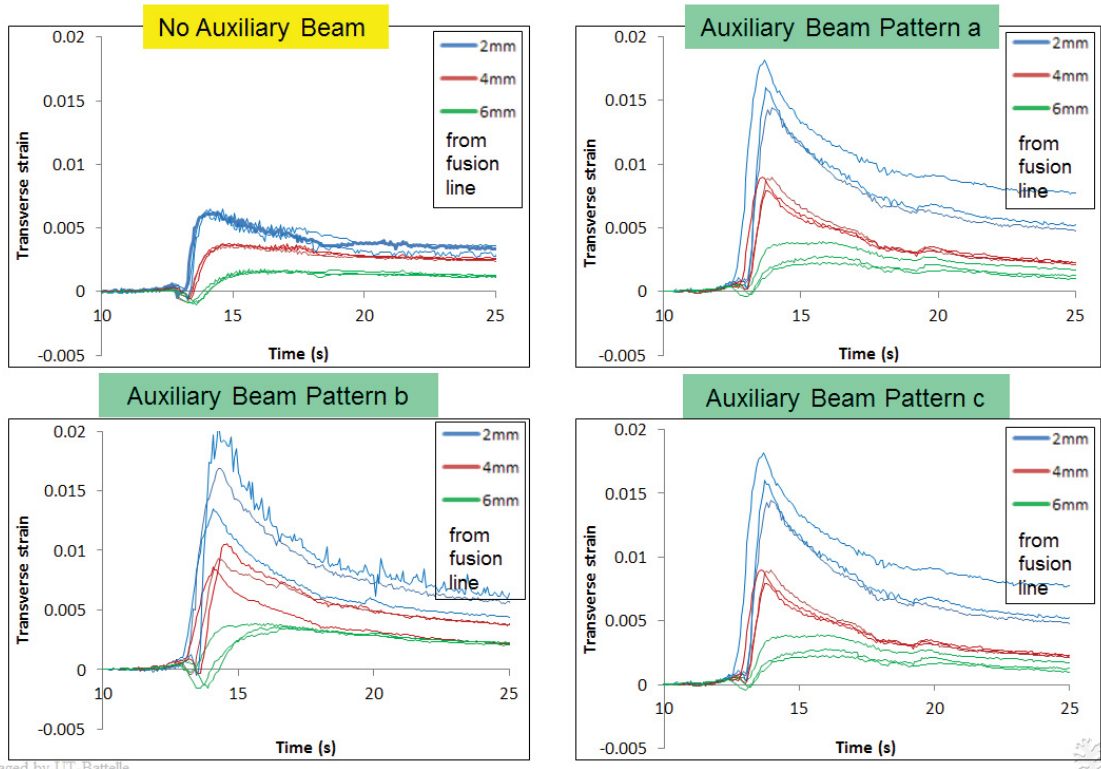 No Auxiliary Beam
0.02
0.015
0.01
0.005
0
-0.005
10
15
20
25
Transverse strain
Time (s)
2mm
4mm
6mm
from
fusion
line
Auxiliary Beam Pattern a
0.02
0.015
0.01
0.005
0
-0.005
10
15
20
25
Transverse strain
Time (s)
2mm
4mm
6mm
from
fusion
line
Auxiliary Beam Pattern b
0.02
0.015
0.01
0.005
0
-0.005
10
15
20
25
Transverse strain
Time (s)
2mm
4mm
6mm
from
fusion
line
Auxiliary Beam Pattern c
0.02
0.015
0.01
0.005
0
-0.005
10
15
20
25
Transverse strain
Time (s)
2mm
4mm
6mm
from
fusion
line
by UT-Battelle